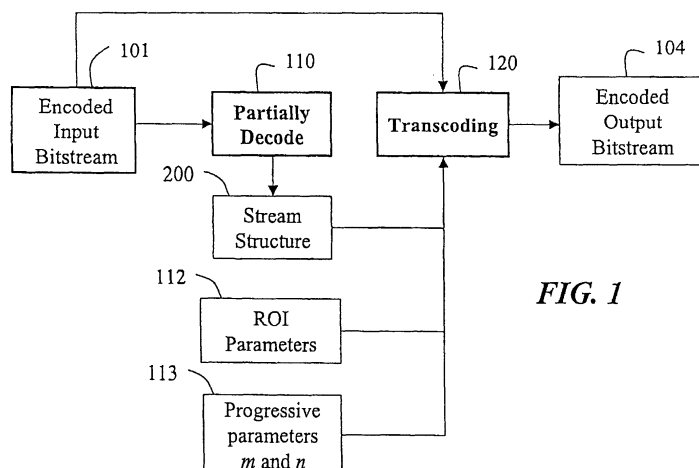 101
110
120
104
Encoded
Input
Bitstream
Partially
Decode
Transcoding
Encoded
Output
Bitstream
200
Stream
Structure
112
ROI
Parameters
FIG. 1
113
Progressive
parameters
m and n